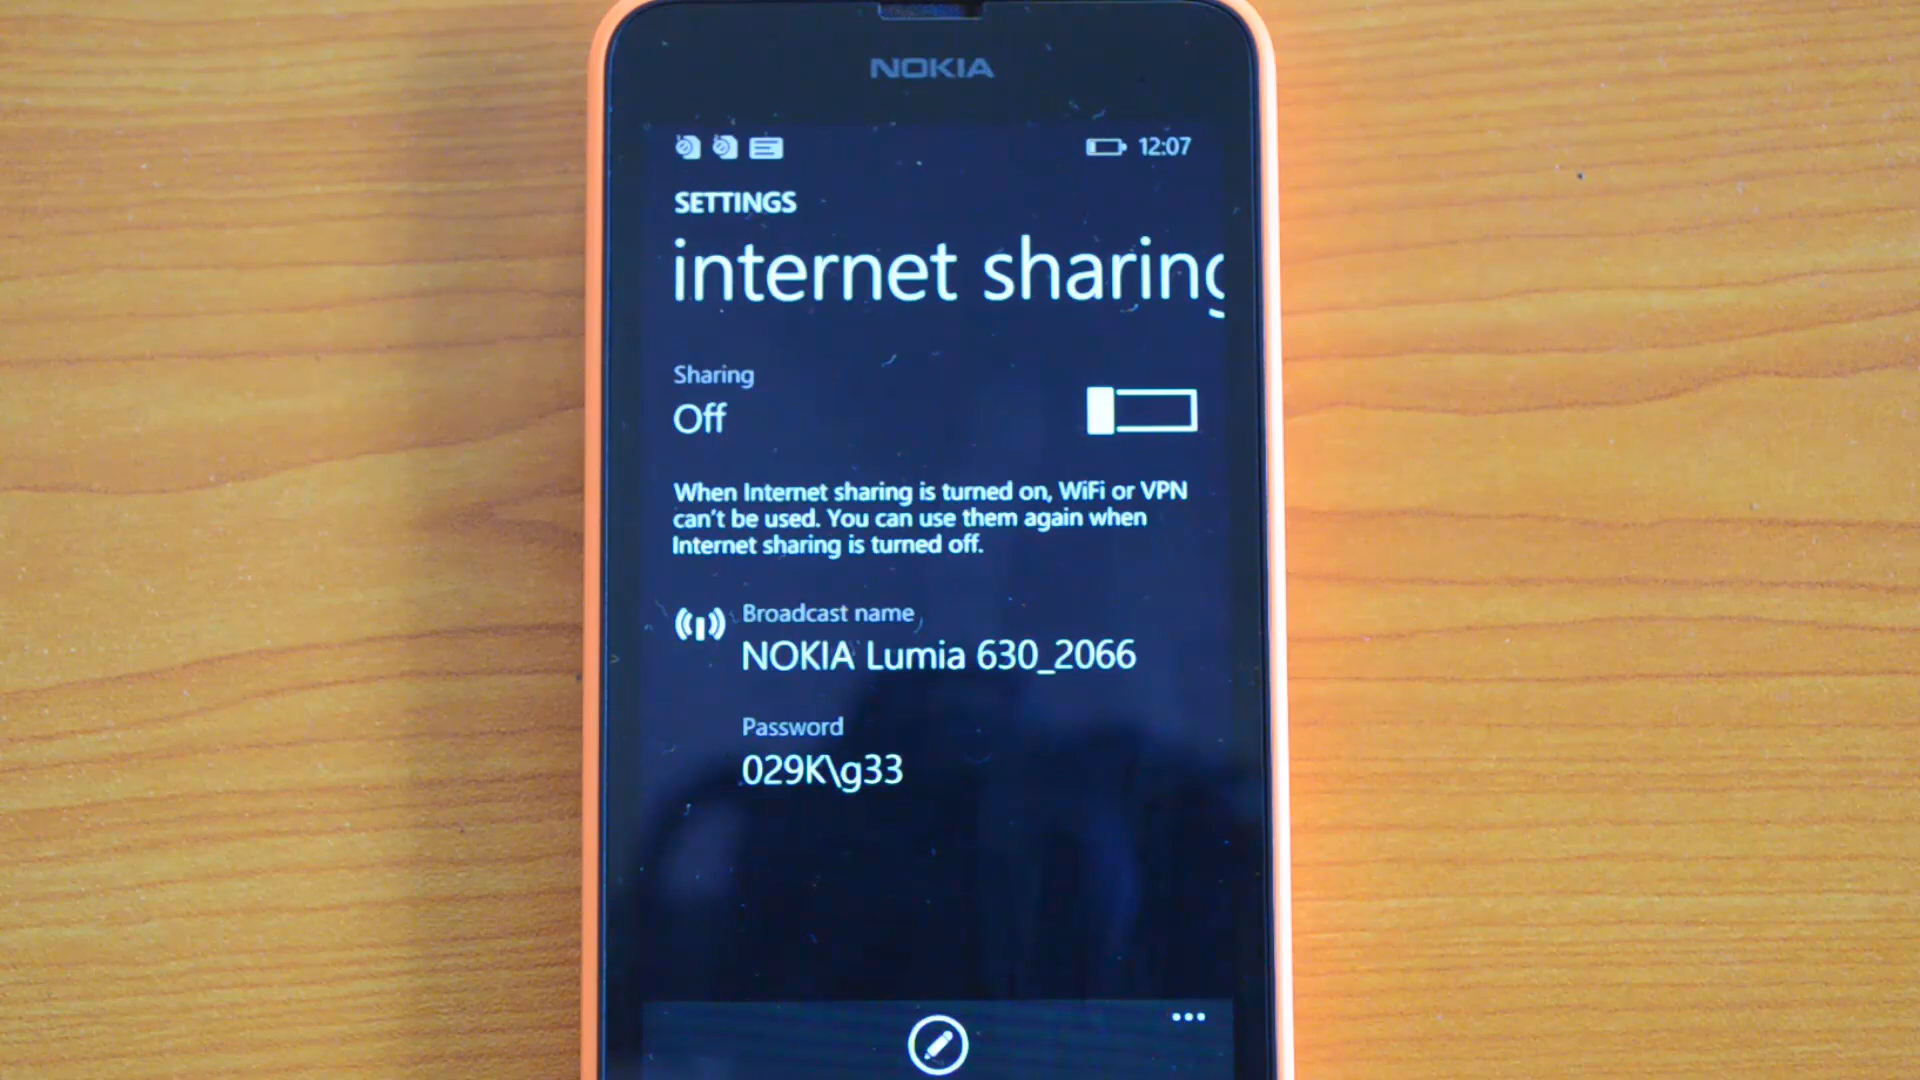 NOKIA
12:07
SETTINGS
internet sharing
Sharing
Off
When Internet sharing is turned on, WiFi or VPN
can't be used. You can use them again when
Internet sharing is turned off.
Broadcast name
NOKIA Lumia 630_2066
Password
029K\g33